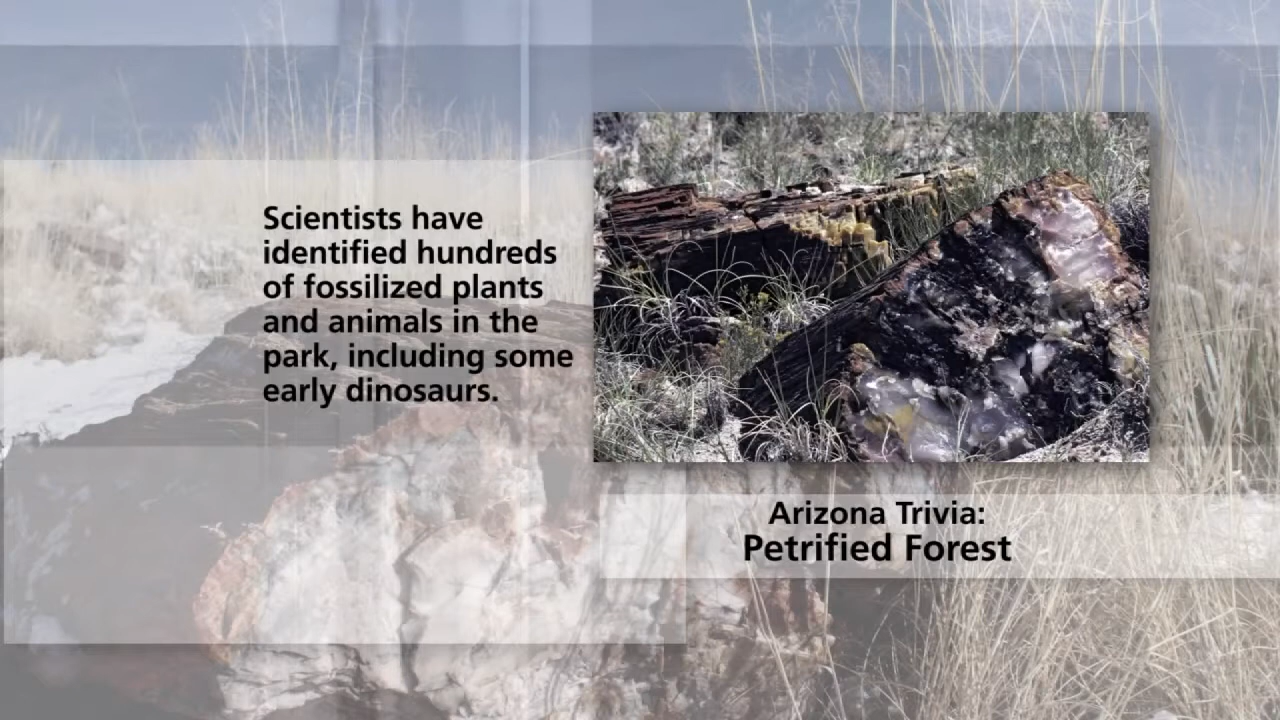 Scientists have
identified hundreds
of fossilized plants
and animals in the
park, including some
early dinosaurs.
Arizona Trivia:
Petrified Forest